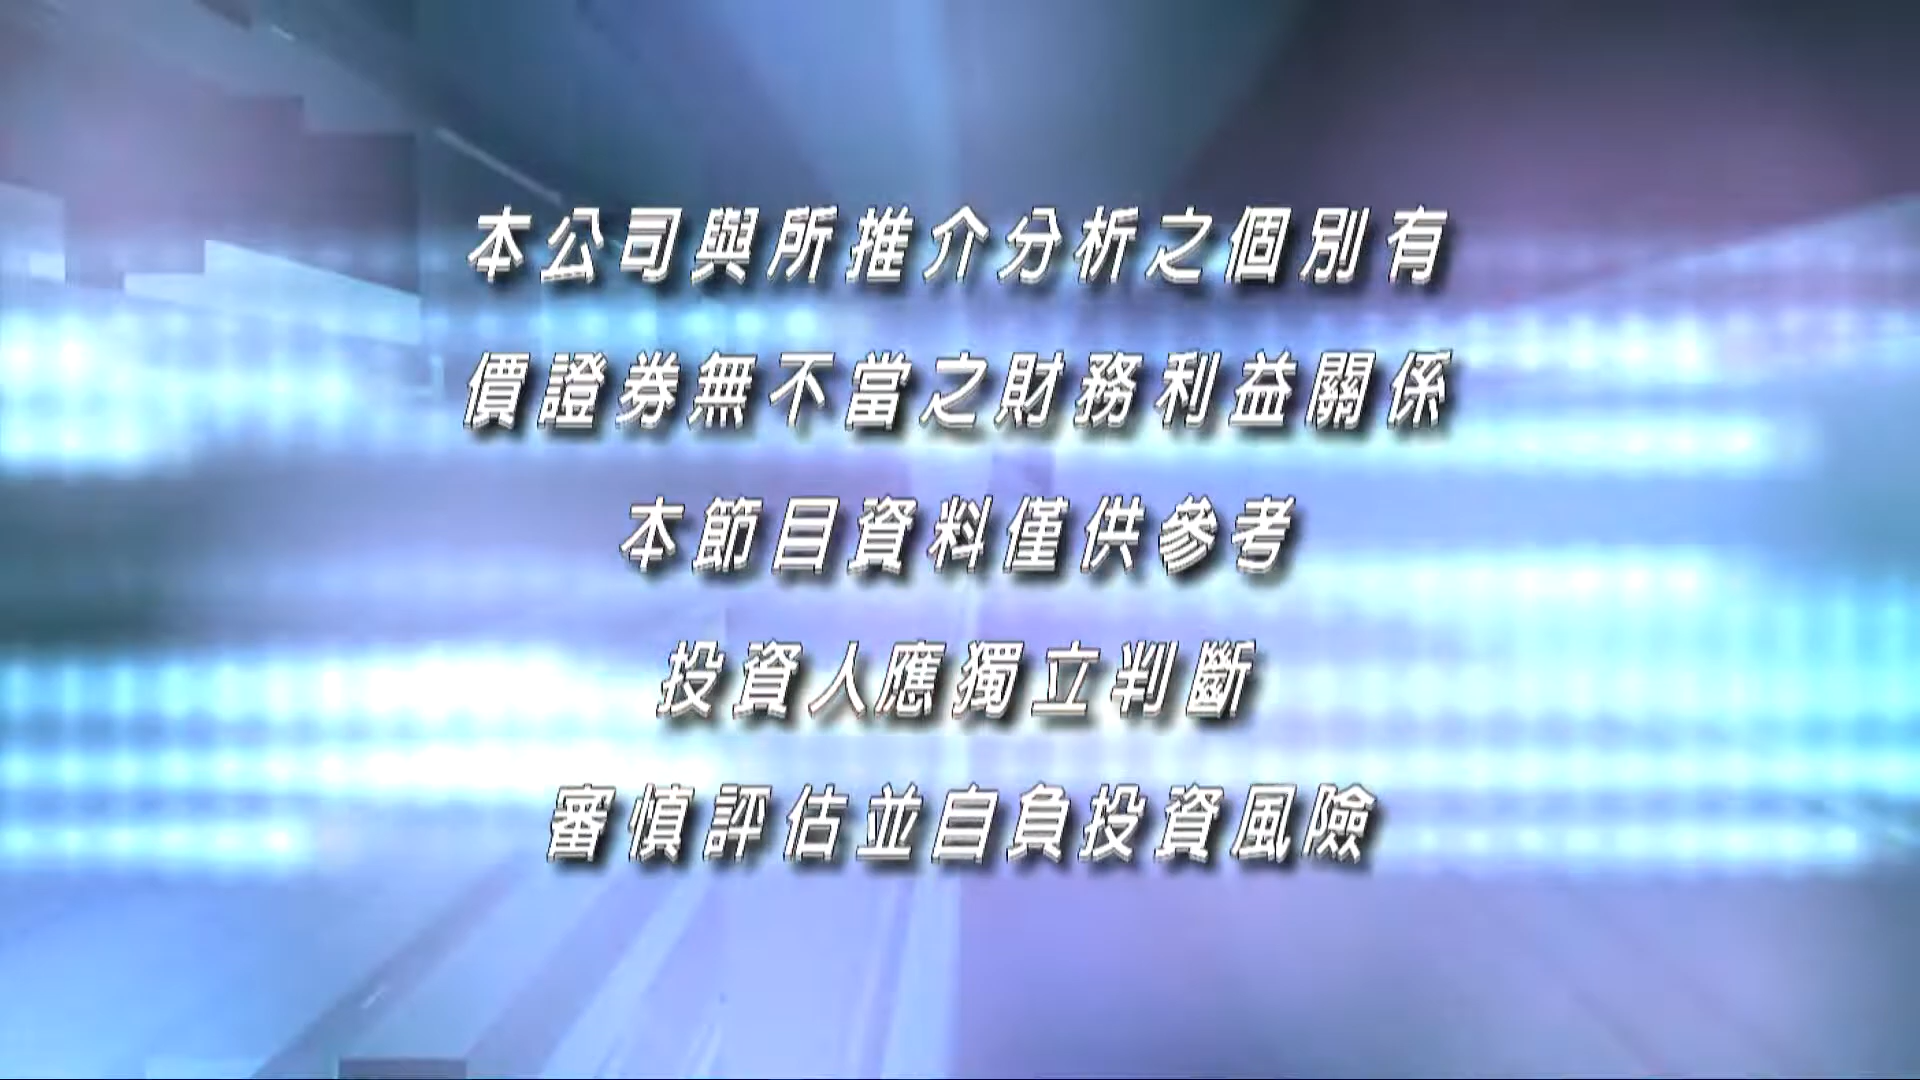 本公司與所推介分析之個別有
價證券無不當之財務利益關係
本節目資料僅供參考
投資人應獨立判斷
審慎評估並自負投資風險